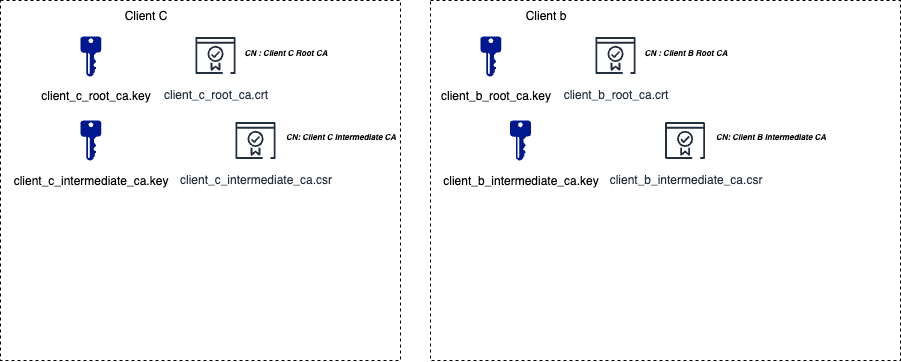 Client C
CN : Client C Root CA
client_c_root_ca.key
client_c_root_ca.crt
CN: Client C Intermediate CA
client_c_intermediate_ca.key
client_c_intermediate_ca.csr
Client b
CN : Client B Root CA
client_b_root_ca.key
client_b_root_ca.crt
CN: Client B Intermediate CA
client_b_intermediate_ca.key
client_b_intermediate_ca.csr